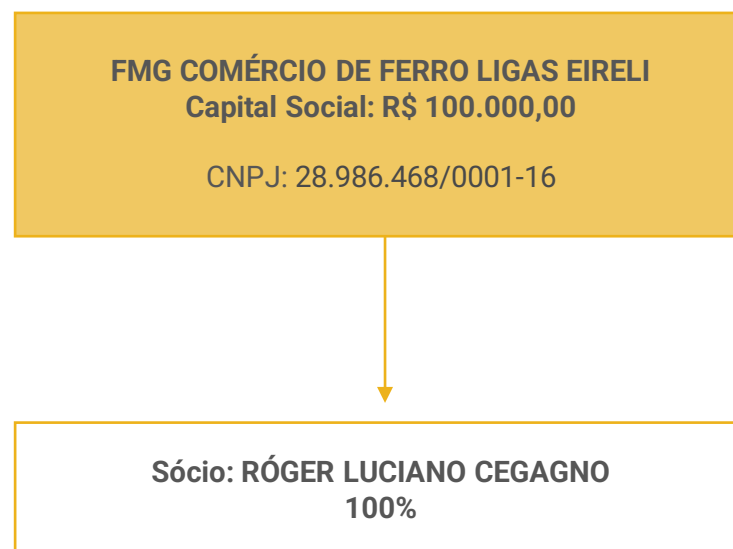 FMG COMÉRCIO DE FERRO LIGAS EIRELI
Capital Social: R$ 100.000,00
CNPJ: 28.986.468/0001-16
Sócio: RÓGER LUCIANO CEGAGNO
100%